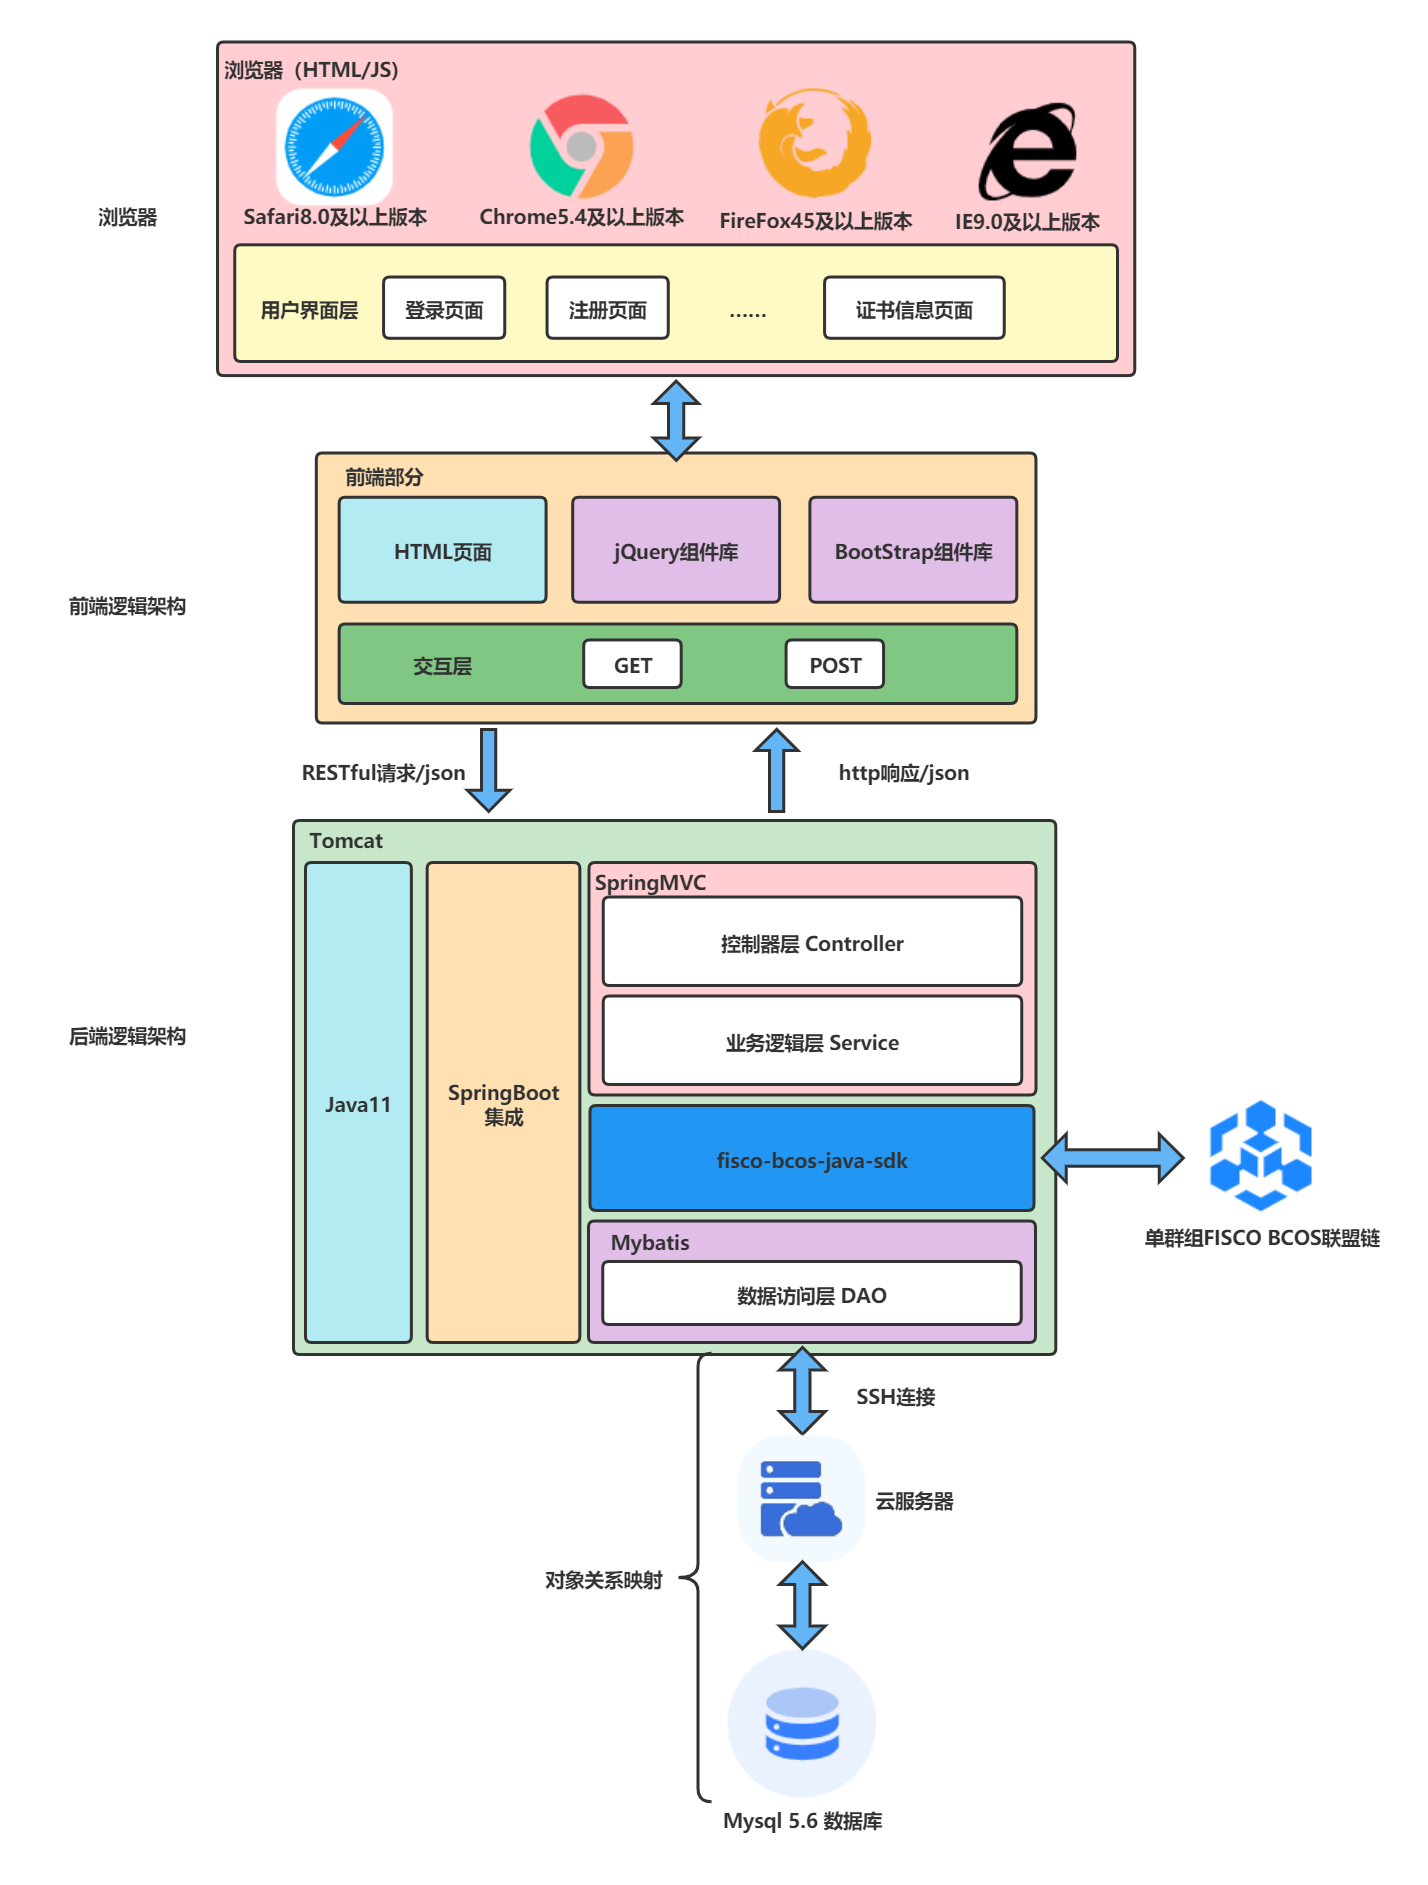 浏览器（HTML/JS)
Safari8.0及以上版本
Chrome5.4及以上版本
FireFox45及以上版本
IE9.0及以上版本
浏览器
用户界面层
登录页面
注册页面
......
证书信息页面
前端部分
HTML页面
jQuery组件库
BootStrap组件库
前端逻辑架构
交互层
GET
POST
RESTful请求/json
http响应/json
Tomcat
Java11
SpringBoot
集成
SpringMVC
控制器层 Controller
业务逻辑层 Service
后端逻辑架构
fisco-bcos-java-sdk
单群组FISCO BCOS联盟链
Mybatis
数据访问层 DAO
SSH连接
云服务器
对象关系映射
Mysql 5.6 数据库